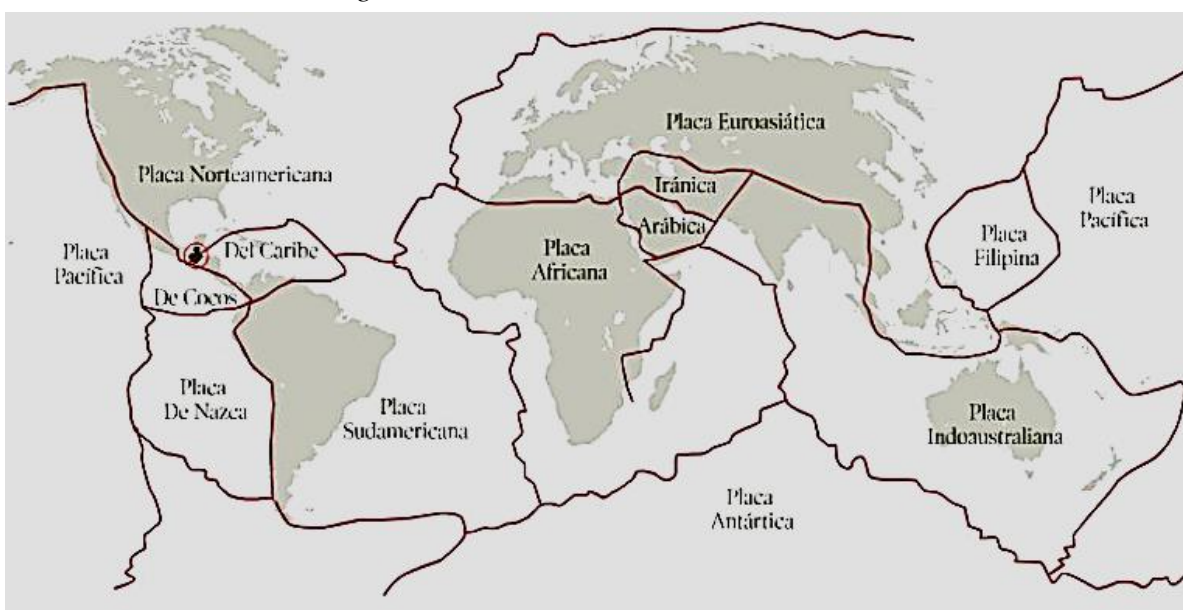 Placa Euroasiática
Placa Norteamericana
Iránica
Placa
Pacífica
Arábica
Del Caribe
Placa
Filipina
Placa
Pacífica
Placa
Africana
De Cocos
Placa
De Nazca
Placa
Sudamericana
Placa
Indoaustraliana
Placa
Antártica